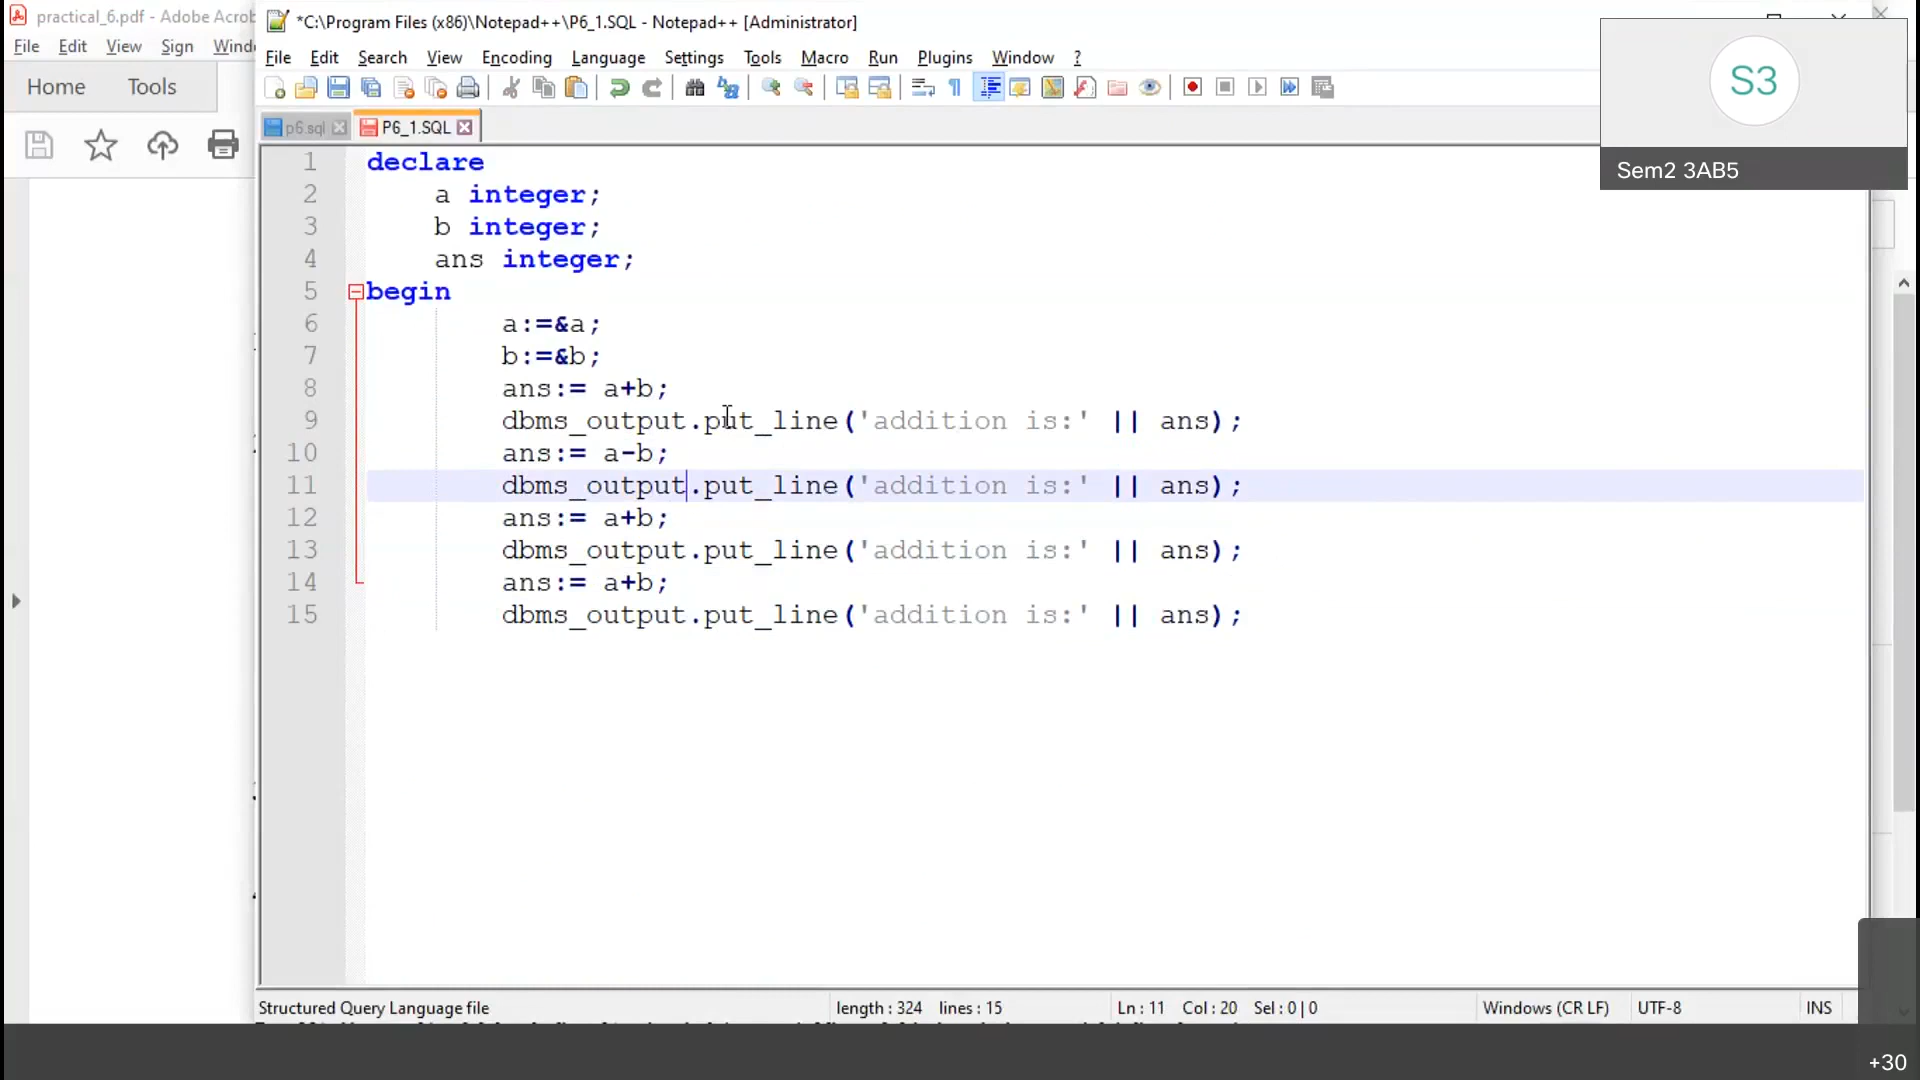 practical_6.pdf - Adobe Acrob
File Edit View Sign Windo
Home Tools
*C:\Program Files (x86)\Notepad++\P6_1.SQL - Notepad++ [Administrator]
File Edit Search View Encoding Language Settings Tools Macro Run Plugins Window ?
p6.sql P6_1.SQL
S3
Sem2 3AB5
1 declare
2 a integer;
3 b integer;
4 ans integer;
5 begin
6 a:=&a;
7 b:=&b;
8 ans:= a+b;
9 dbms_output.put_line('addition is:' || ans);
10 ans:= a-b;
11 dbms_output.put_line('addition is:' || ans);
12 ans:= a+b;
13 dbms_output.put_line('addition is:' || ans);
14 ans:= a+b;
15 dbms_output.put_line('addition is:' || ans);
Structured Query Language file length : 324 lines : 15 Ln : 11 Col : 20 Sel : 0 | 0 Windows (CR LF) UTF-8 INS
+30